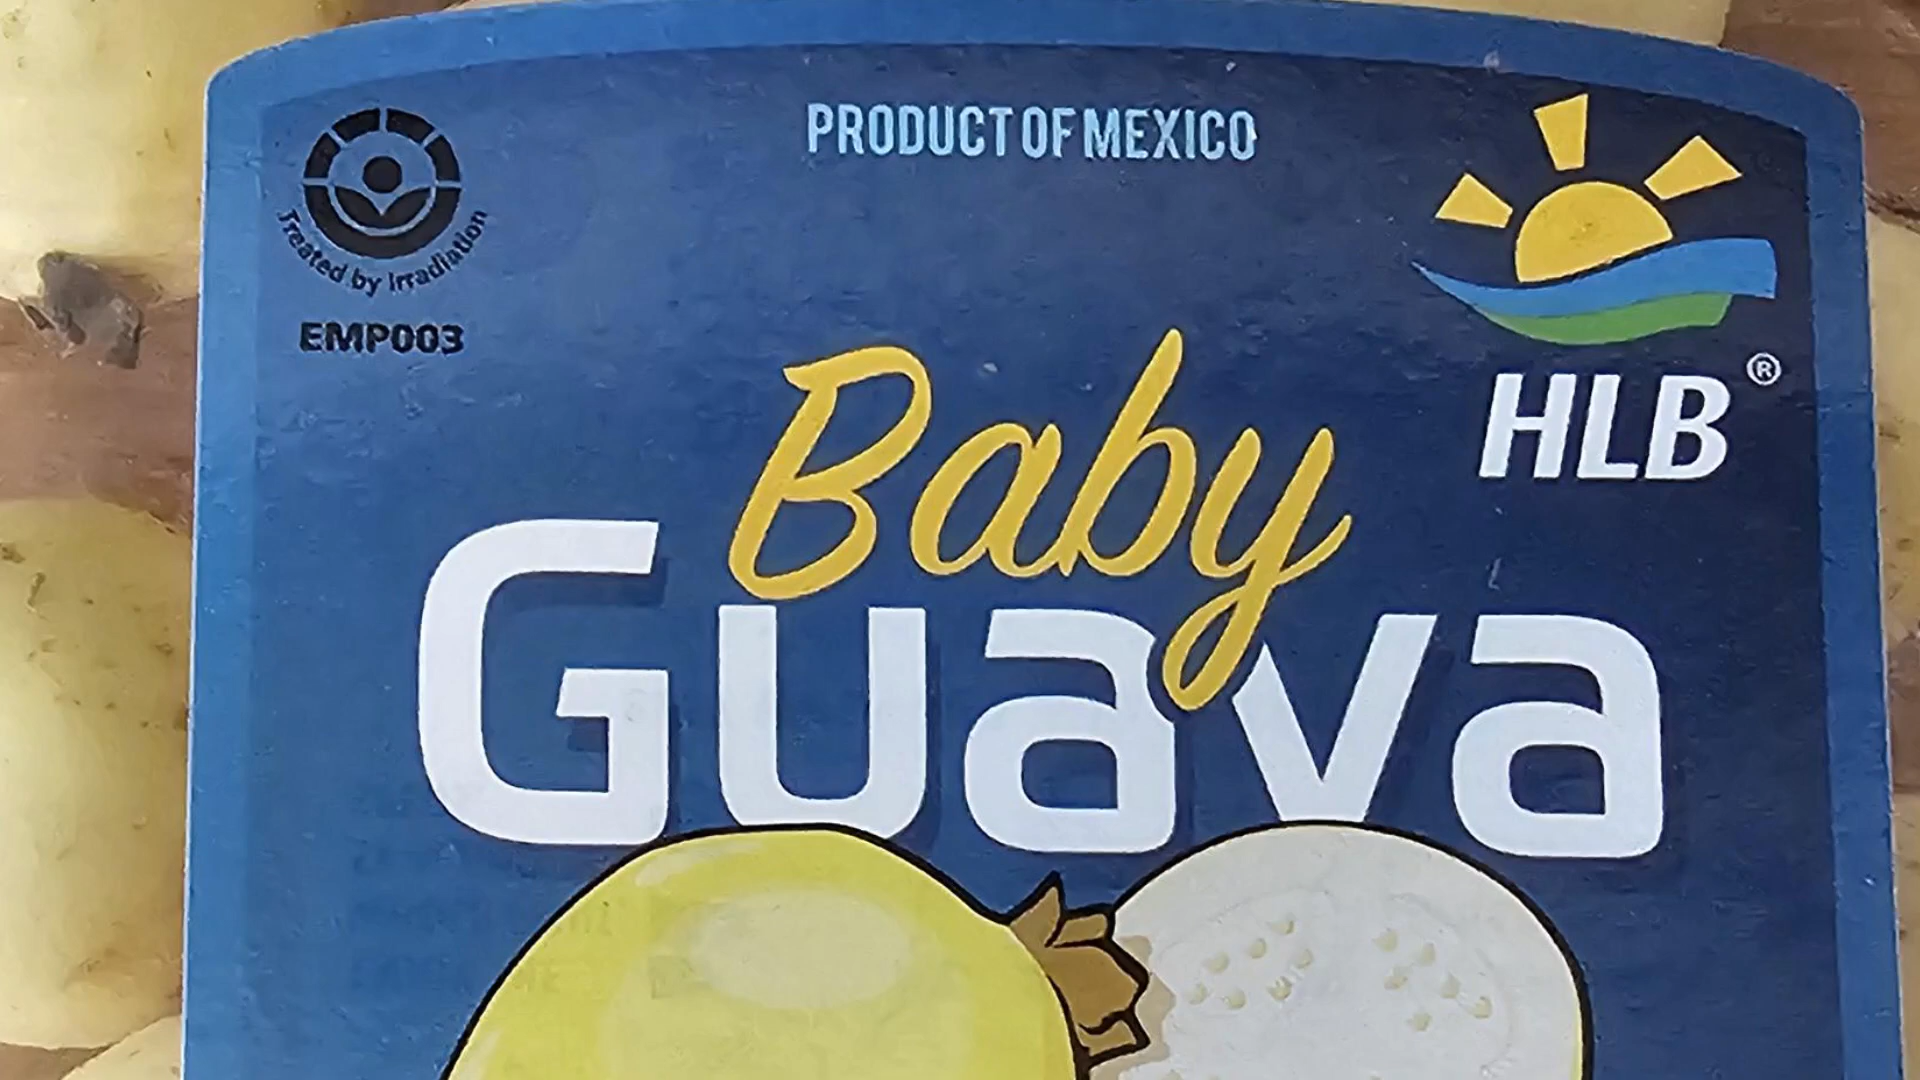 PRODUCT OF MEXICO
Treated by Irradiation
EMP003
HLB®
Baby
Guava